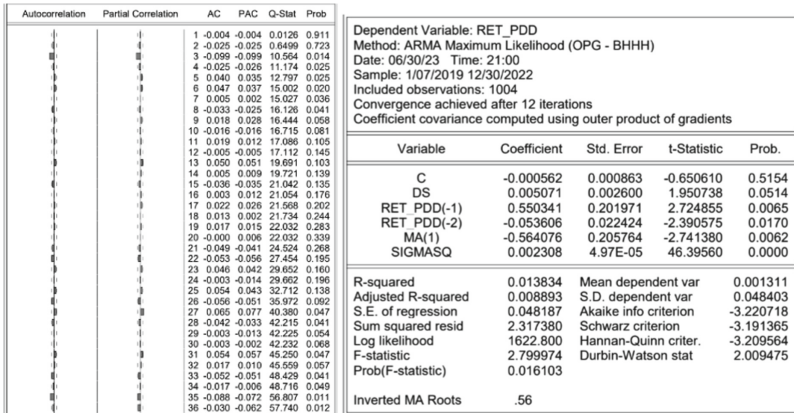 Autocorrelation Partial Correlation AC PAC Q-Stat Prob
1 -0.004 -0.004 0.0126 0.911
2 -0.025 -0.025 0.6499 0.723
3 -0.099 -0.099 10.564 0.014
4 -0.025 -0.026 11.174 0.025
5 0.040 0.035 12.797 0.025
6 0.047 0.037 15.002 0.020
7 0.005 0.002 15.027 0.036
8 -0.033 -0.025 16.126 0.041
9 0.018 0.028 16.444 0.058
10 -0.016 -0.016 16.715 0.081
11 0.019 0.012 17.086 0.105
12 -0.005 -0.005 17.112 0.145
13 0.050 0.051 19.691 0.103
14 0.005 0.009 19.721 0.139
15 -0.036 -0.035 21.042 0.135
16 0.003 0.012 21.054 0.176
17 0.022 0.026 21.568 0.202
18 0.013 0.002 21.734 0.244
19 0.017 0.015 22.032 0.283
20 -0.000 0.006 22.032 0.339
21 -0.049 -0.041 24.524 0.268
22 -0.053 -0.056 27.454 0.195
23 0.046 0.042 29.652 0.160
24 -0.003 -0.014 29.662 0.196
25 0.054 0.043 32.712 0.138
26 -0.056 -0.051 35.972 0.092
27 0.065 0.077 40.380 0.047
28 -0.042 -0.033 42.215 0.041
29 -0.003 -0.013 42.225 0.054
30 -0.003 -0.002 42.232 0.068
31 0.054 0.057 45.250 0.047
32 0.017 0.010 45.559 0.057
33 -0.052 -0.051 48.429 0.041
34 -0.017 -0.006 48.716 0.049
35 -0.088 -0.072 56.807 0.011
36 -0.030 -0.062 57.740 0.012
Dependent Variable: RET_PDD
Method: ARMA Maximum Likelihood (OPG - BHHH)
Date: 06/30/23 Time: 21:00
Sample: 1/07/2019 12/30/2022
Included observations: 1004
Convergence achieved after 12 iterations
Coefficient covariance computed using outer product of gradients
Variable Coefficient Std. Error t-Statistic Prob.
C -0.000562 0.000863 -0.650610 0.5154
DS 0.005071 0.002600 1.950738 0.0514
RET_PDD(-1) 0.550341 0.201971 2.724855 0.0065
RET_PDD(-2) -0.053606 0.022424 -2.390575 0.0170
MA(1) -0.564076 0.205764 -2.741380 0.0062
SIGMASQ 0.002308 4.97E-05 46.39560 0.0000
R-squared 0.013834 Mean dependent var 0.001311
Adjusted R-squared 0.008893 S.D. dependent var 0.048403
S.E. of regression 0.048187 Akaike info criterion -3.220718
Sum squared resid 2.317380 Schwarz criterion -3.191365
Log likelihood 1622.800 Hannan-Quinn criter. -3.209564
F-statistic 2.799974 Durbin-Watson stat 2.009475
Prob(F-statistic) 0.016103
Inverted MA Roots .56